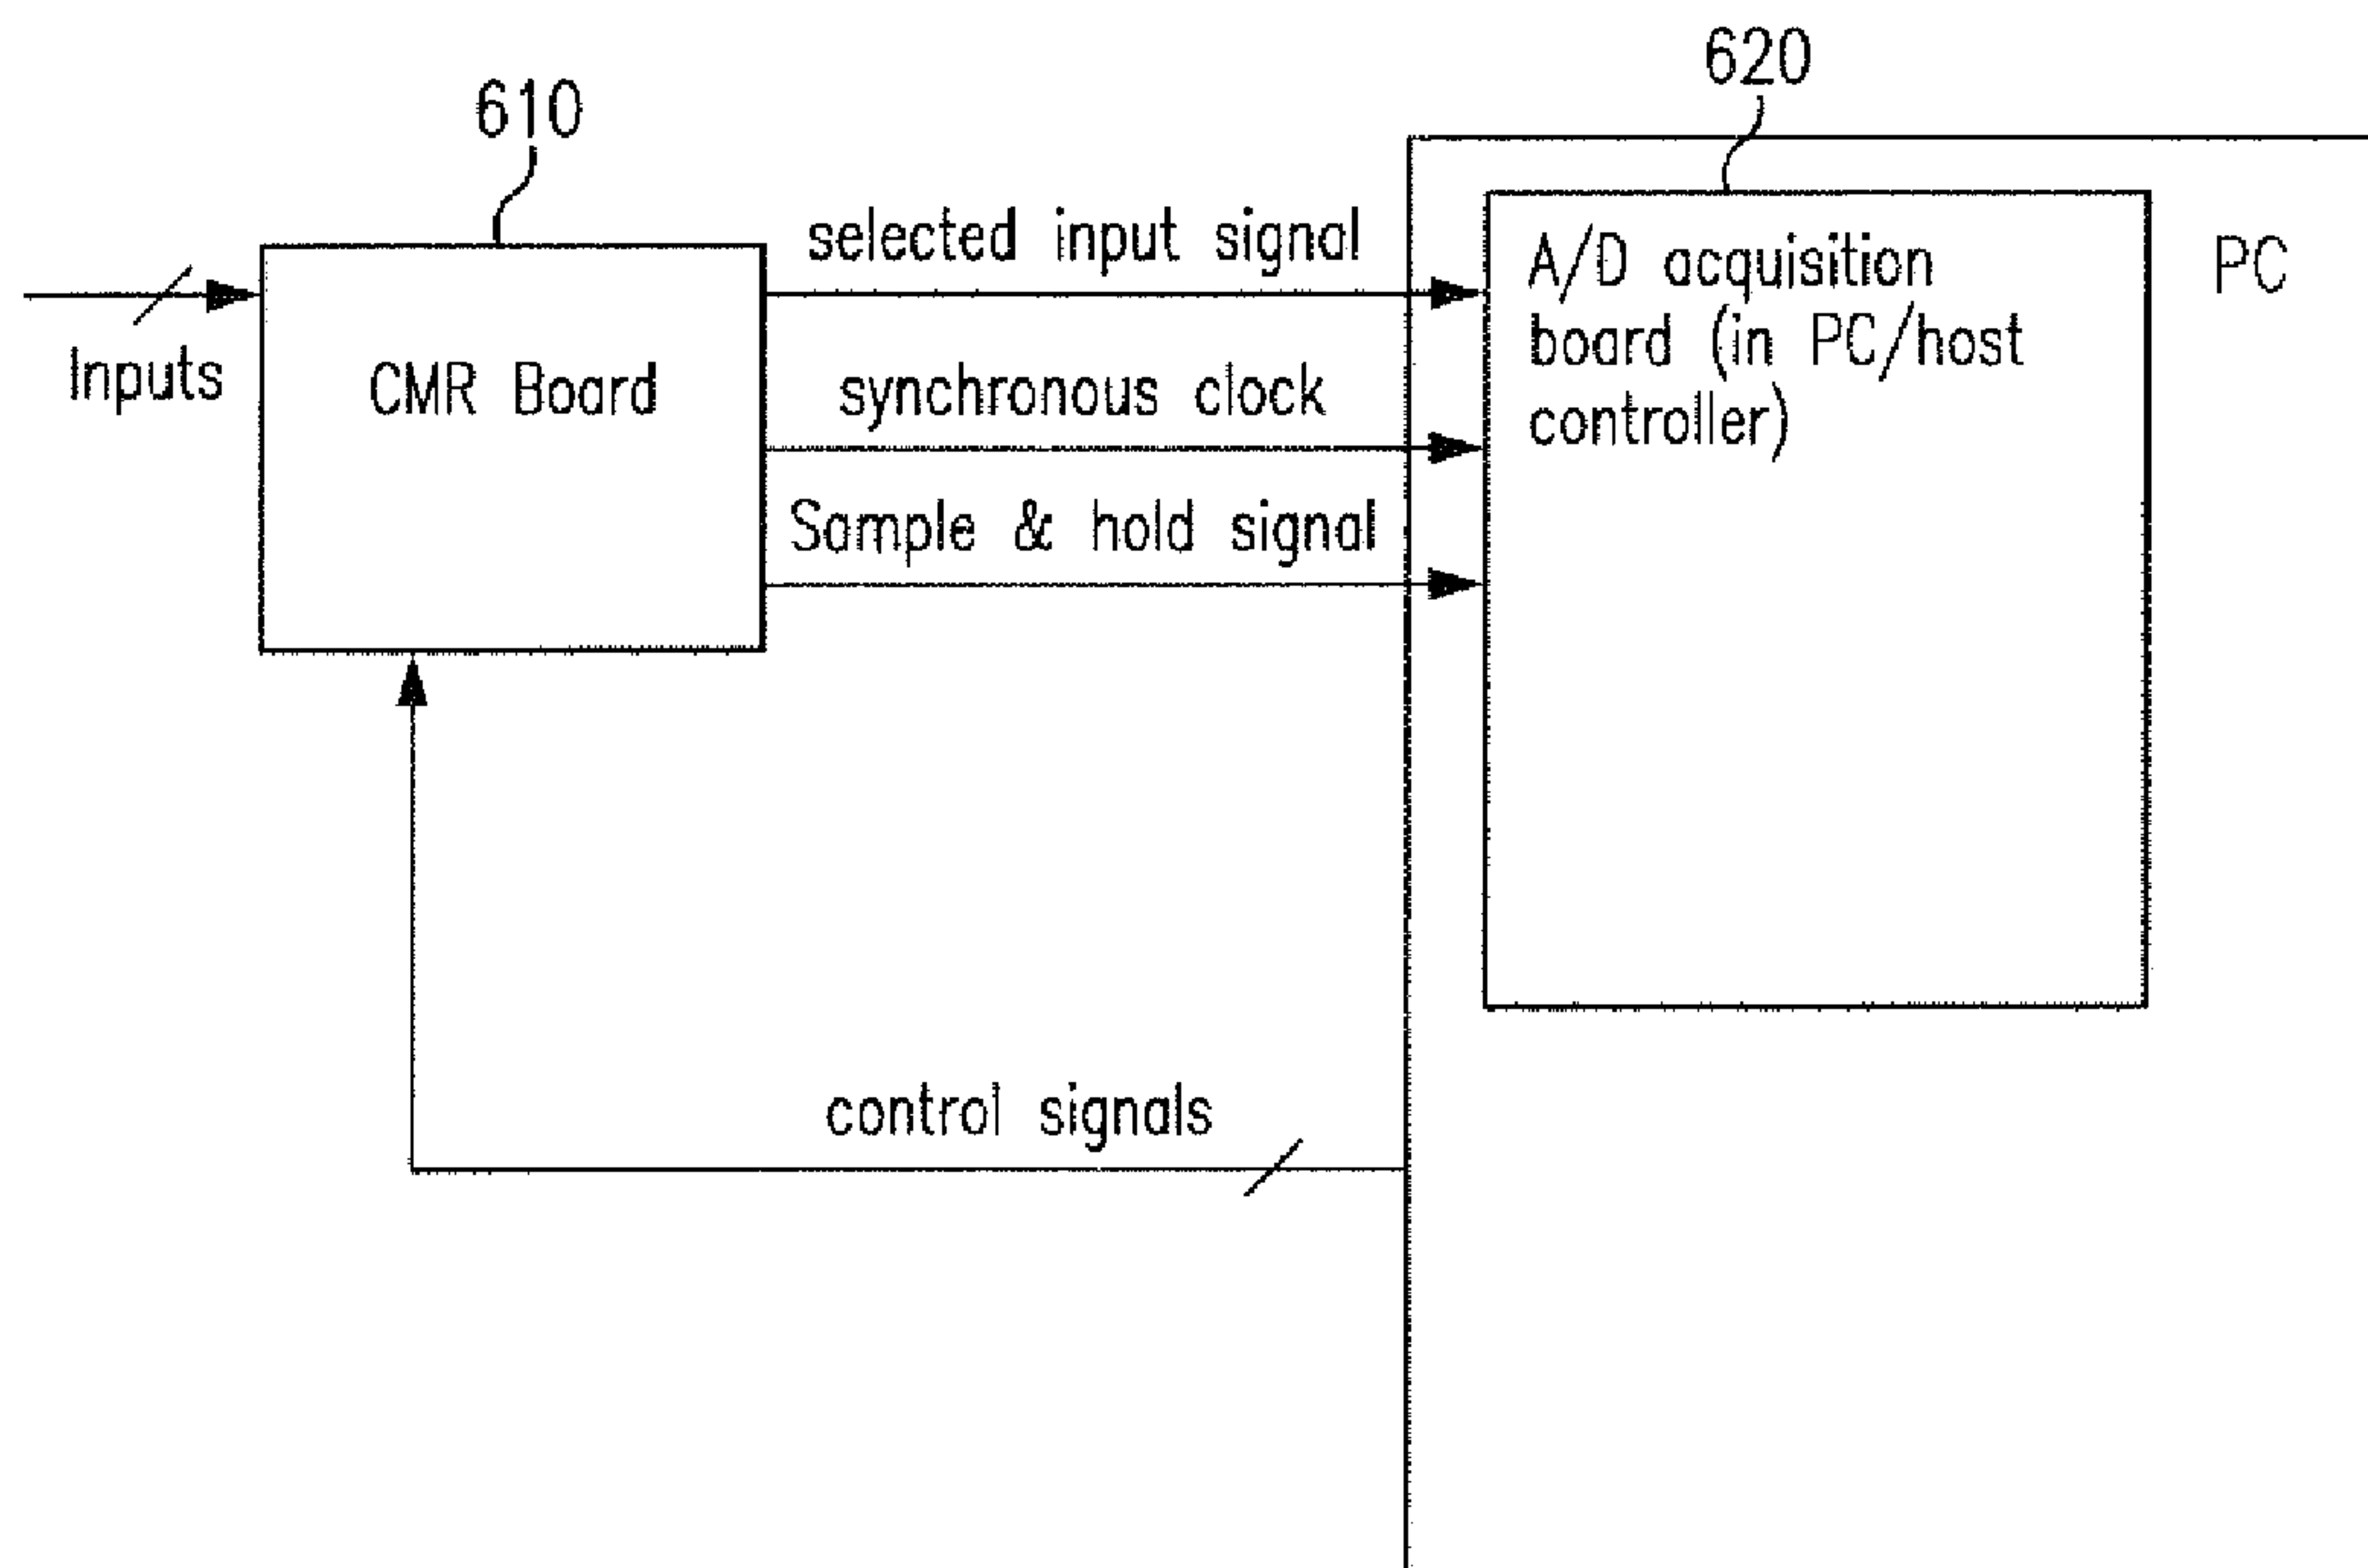 610
620
selected input signal
A/D acquisition
board (in PC/host
controller)
PC
Inputs
CMR Board
synchronous clock
Sample & hold signal
control signals